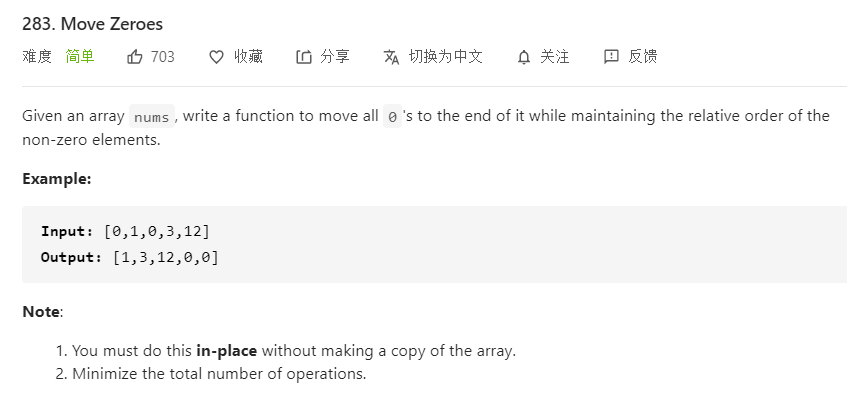 283. Move Zeroes
难度 简单 703 收藏 分享 切换为中文 关注 反馈
Given an array nums, write a function to move all 0's to the end of it while maintaining the relative order of the
non-zero elements.
Example:
Input: [0,1,0,3,12]
Output: [1,3,12,0,0]
Note:
1. You must do this in-place without making a copy of the array.
2. Minimize the total number of operations.